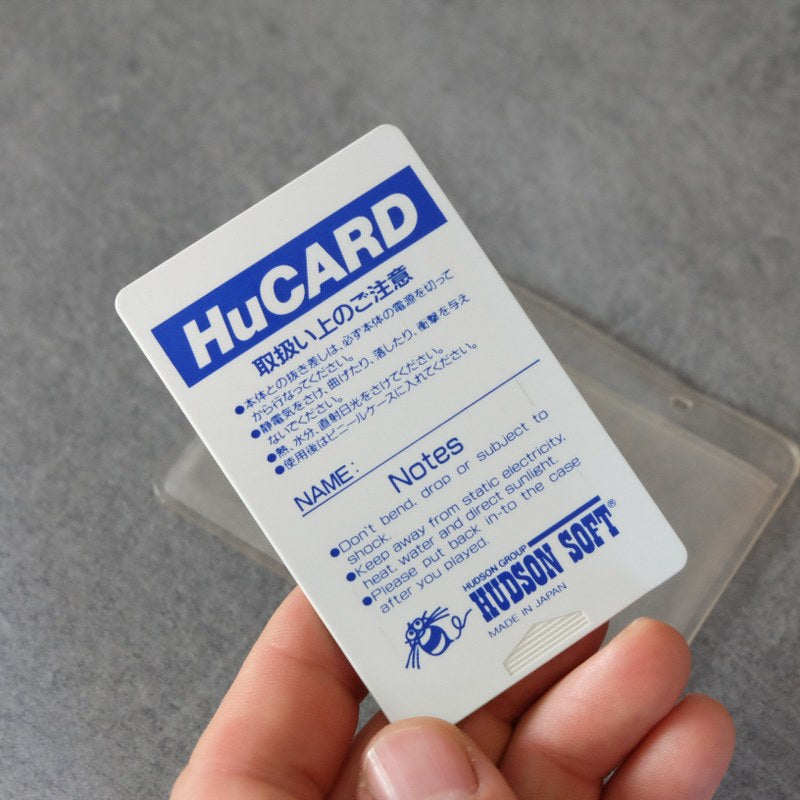 HuCARD
取扱い上のご注意
●本体との抜き差しは、必ず本体の電源を切って
から行なってください。
●静電気をさけ、曲げたり、落したり、衝撃を与え
ないでください。
●熱、水分、直射日光をさけてください。
●使用後はビニールケースに入れてください。
NAME:
Notes
●Don't bend, drop or subject to
shock.
●Keep away from static electricity,
heat, water and direct sunlight.
●Please put back in-to the case
after you played.
HUDSON GROUP
HUDSON SOFT®
MADE IN JAPAN